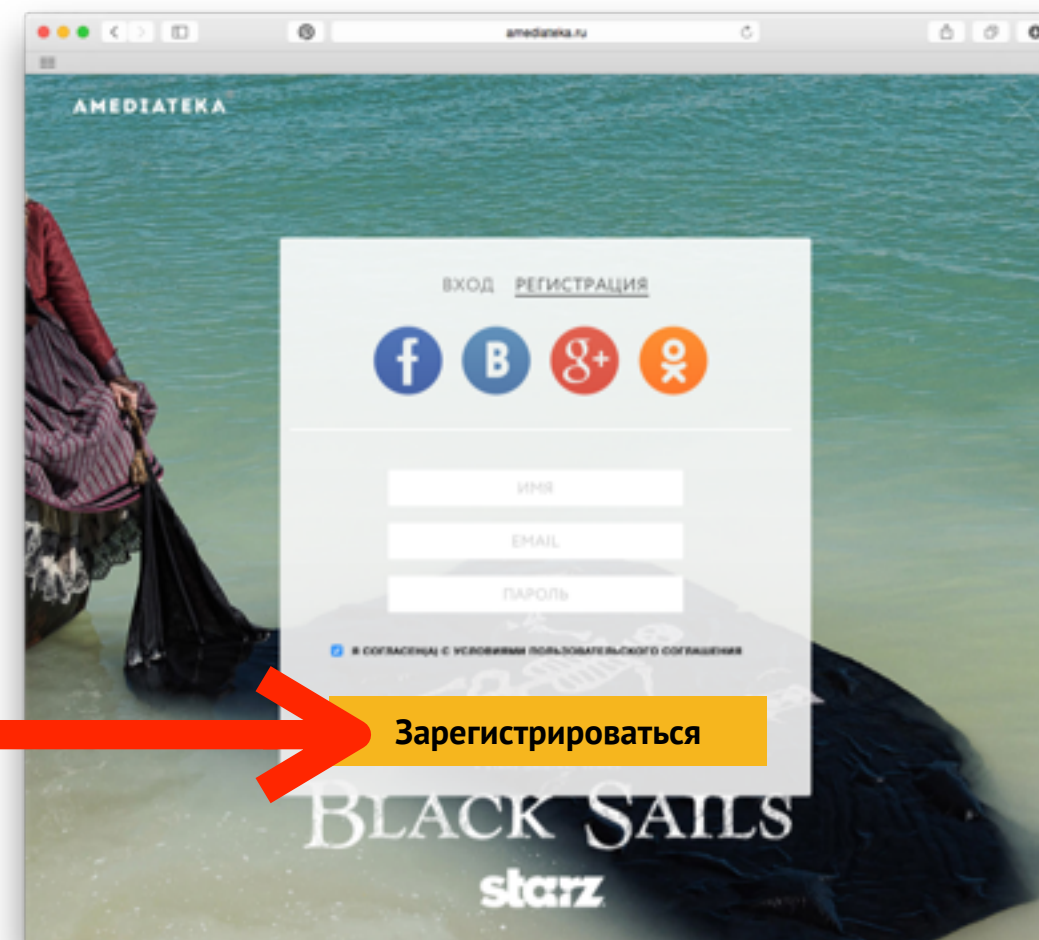 amediateka.ru
AMEDIATEKA
ВХОД РЕГИСТРАЦИЯ
f B g+
ИМЯ
EMAIL
ПАРОЛЬ
Я СОГЛАСЕН(А) С УСЛОВИЯМИ ПОЛЬЗОВАТЕЛЬСКОГО СОГЛАШЕНИЯ
Зарегистрироваться
BLACK SAILS
starz